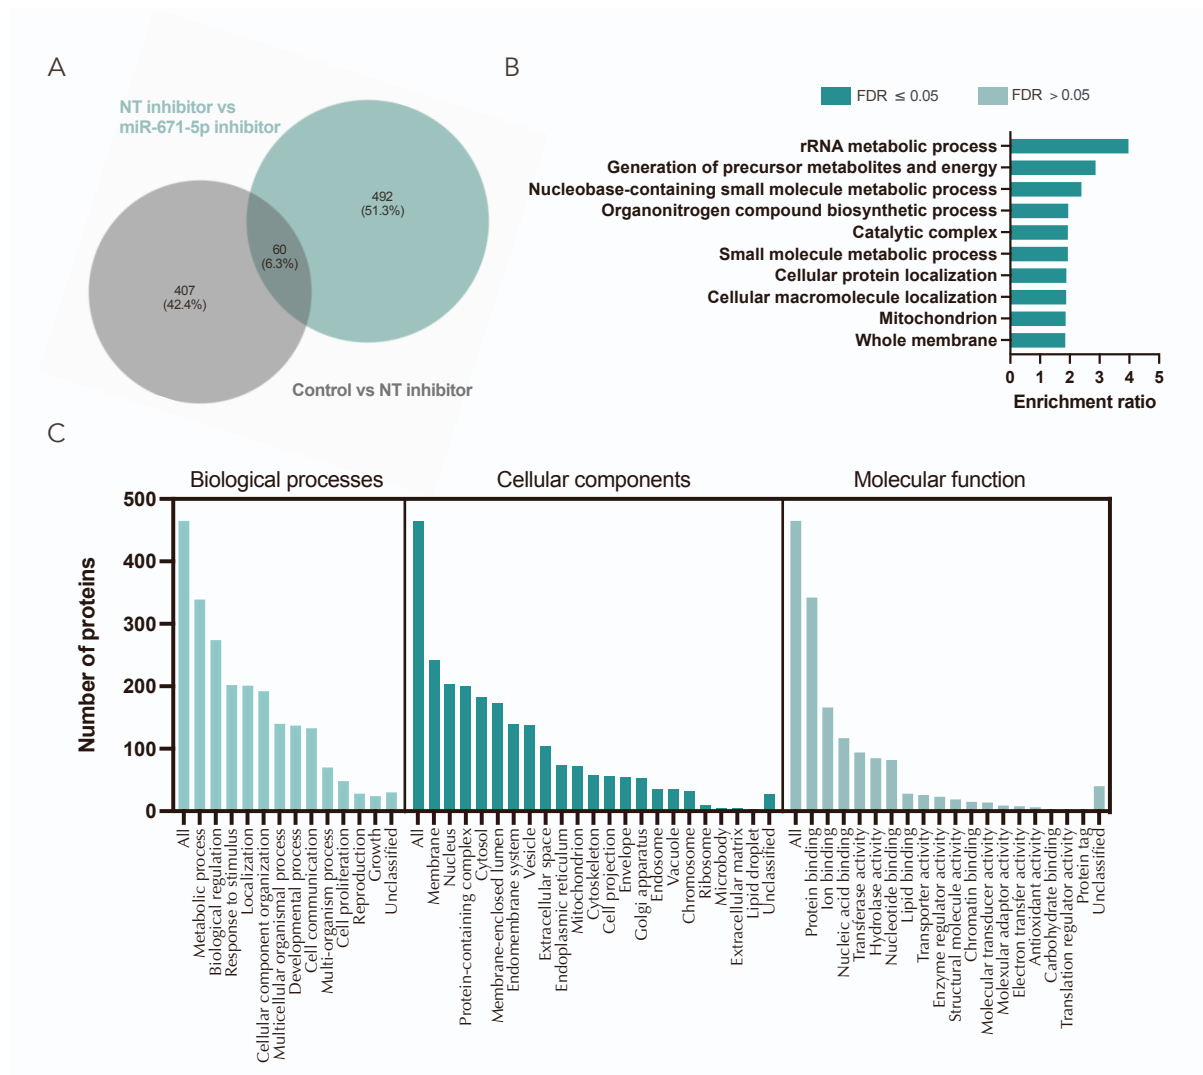 A
NT inhibitor vs
miR-671-5p inhibitor
492
(51.3%)
60
(6.3%)
407
(42.4%)
Control vs NT inhibitor
B
FDR ≤ 0.05
FDR > 0.05
rRNA metabolic process
Generation of precursor metabolites and energy
Nucleobase-containing small molecule metabolic process
Organonitrogen compound biosynthetic process
Catalytic complex
Small molecule metabolic process
Cellular protein localization
Cellular macromolecule localization
Mitochondrion
Whole membrane
0 1 2 3 4 5
Enrichment ratio
C
Biological processes
Cellular components
Molecular function
Number of proteins
500
400
300
200
100
0
All
Metabolic process
Biological regulation
Response to stimulus
Localization
Cellular component organization
Multicellular organismal process
Developmental process
Cell communication
Multi-organism process
Cell proliferation
Reproduction
Growth
Unclassified
All
Membrane
Nucleus
Protein-containing complex
Cytosol
Membrane-enclosed lumen
Endomembrane system
Vesicle
Extracellular space
Endoplasmic reticulum
Mitochondrion
Cytoskeleton
Cell projection
Envelope
Golgi apparatus
Endosome
Vacuole
Chromosome
Ribosome
Microbody
Extracellular matrix
Lipid droplet
Unclassified
All
Protein binding
Ion binding
Nucleic acid binding
Transferase activity
Hydrolase activity
Nucleotide binding
Lipid binding
Transporter activity
Enzyme regulator activity
Structural molecule activity
Chromatin binding
Molecular transducer activity
Molexular adaptor activity
Electron transfer activity
Antioxidant activity
Carbohydrate binding
Translation regulator activity
Protein tag
Unclassified